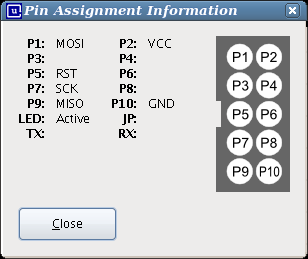 u Pin Assignment Information
P1: MOSI P2: VCC
P3: P4:
P5: RST P6:
P7: SCK P8:
P9: MISO P10: GND
LED: Active JP:
TX: RX:
P1 P2
P3 P4
P5 P6
P7 P8
P9 P10
Close